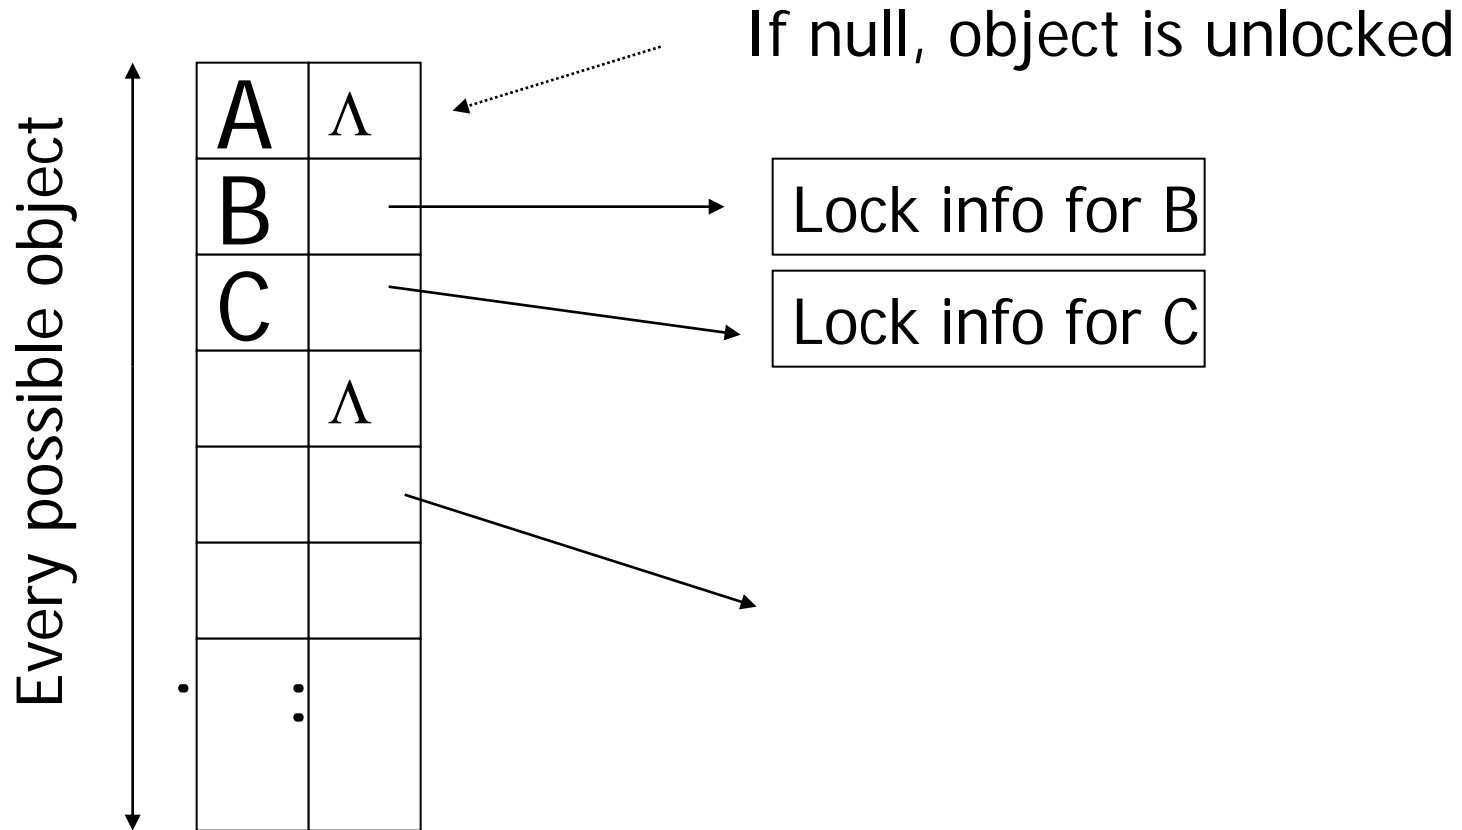 If null, object is unlocked
Every possible object
A Λ
B
Lock info for B
C
Lock info for C
Λ